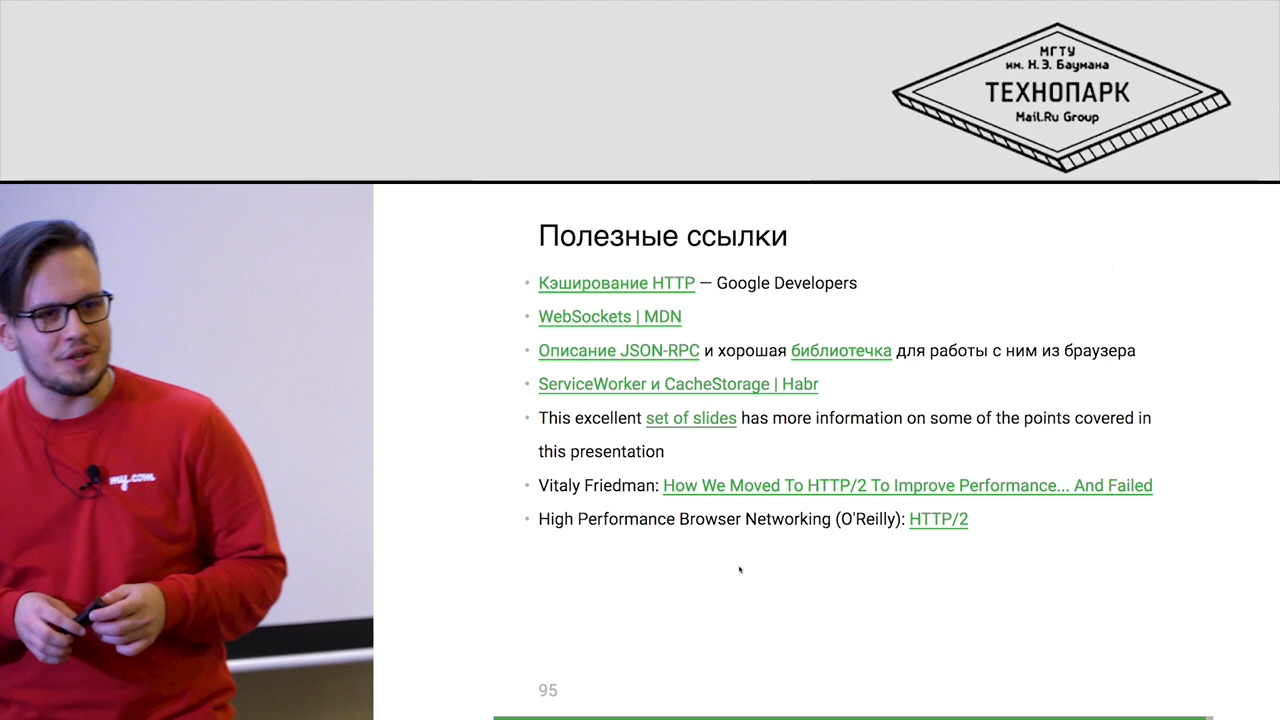 МГТУ
им. Н.Э. Баумана
ТЕХНОПАРК
Mail.Ru Group
Полезные ссылки
Кэширование HTTP — Google Developers
WebSockets | MDN
Описание JSON-RPC и хорошая библиотечка для работы с ним из браузера
ServiceWorker и CacheStorage | Habr
This excellent set of slides has more information on some of the points covered in
this presentation
Vitaly Friedman: How We Moved To HTTP/2 To Improve Performance... And Failed
High Performance Browser Networking (O'Reilly): HTTP/2
my.com
95